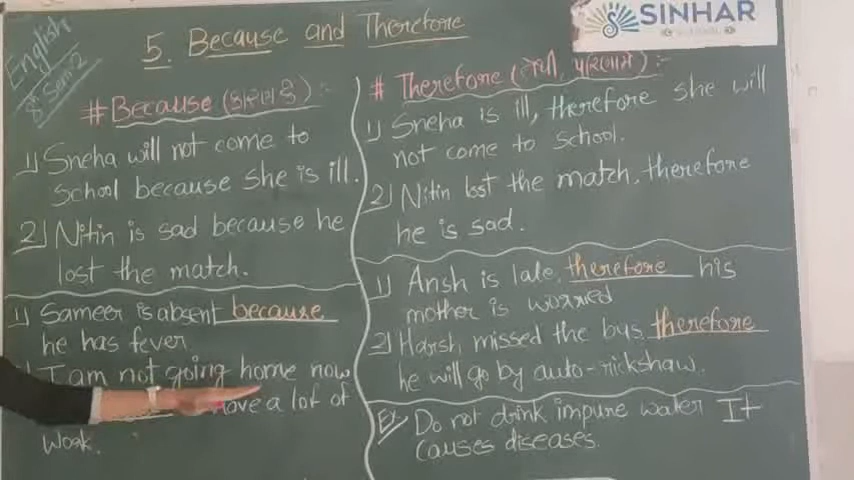 SINHAR
SCHOOL
English
8th Sem-2
5. Because and Therefore
# Because (કારણકે) :-
1) Sneha will not come to
School because she is ill.
2) Nitin is sad because he
lost the match.
1) Sameer is absent because
he has fever
I am not going home now
have a lot of
Work.
# Therefore (તેથી, પરિણામે) :-
1) Sneha is ill, therefore she will
not come to School.
2) Nitin lost the match, therefore
he is sad.
1) Ansh is late, therefore his
mother is worried
2) Harsh missed the bus, therefore
he will go by auto-rickshaw.
Ex. Do not drink impure water It
Causes diseases.